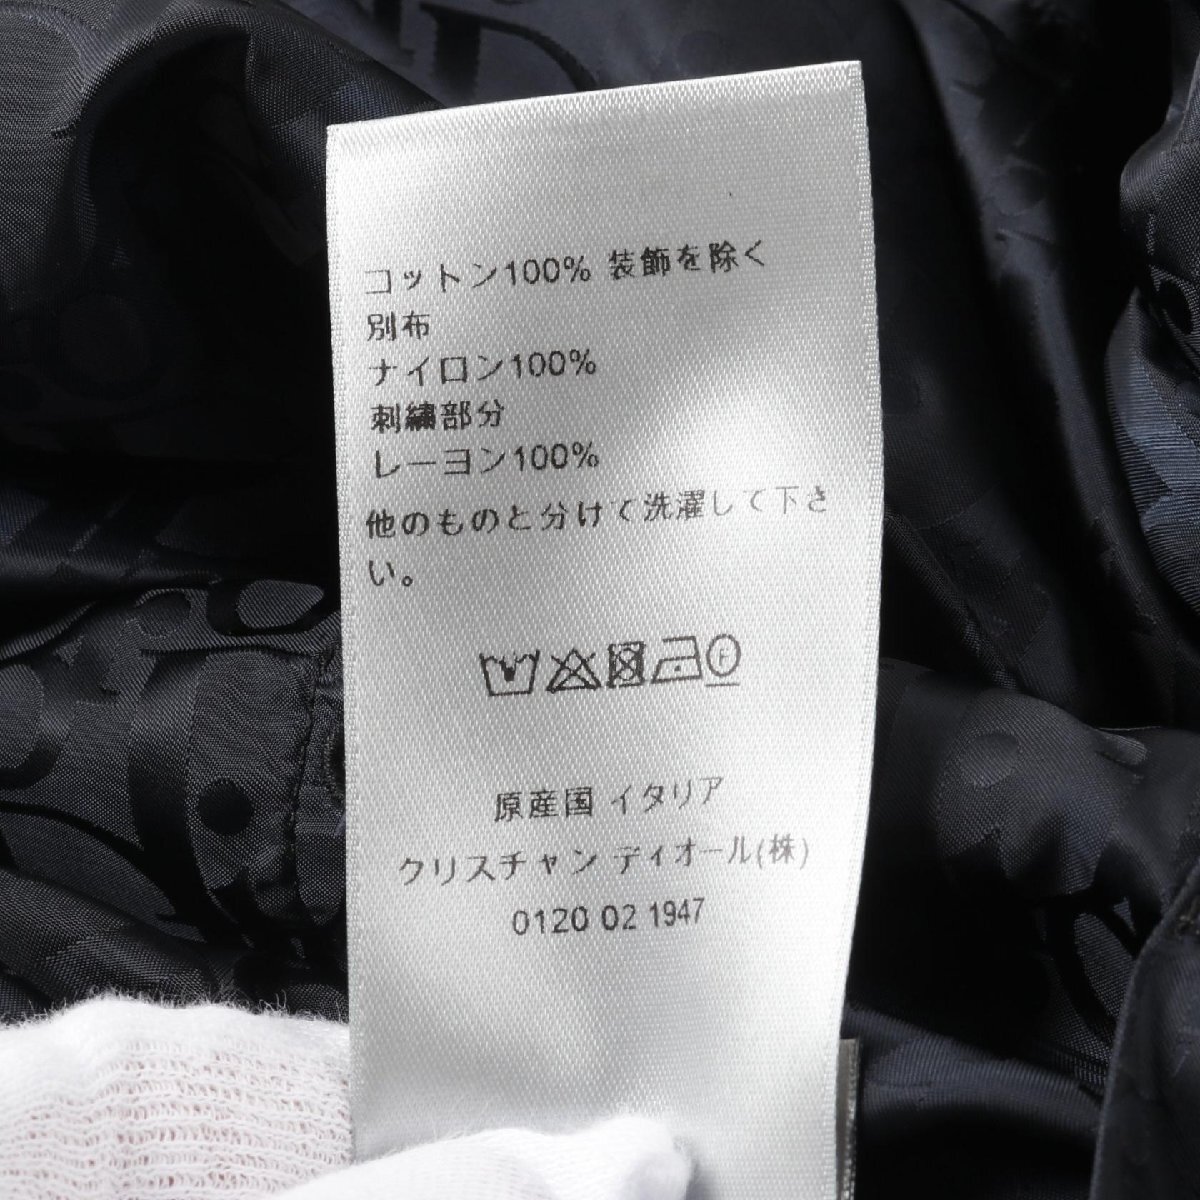 コットン100% 装飾を除く
別布
ナイロン100%
刺繍部分
レーヨン100%
他のものと分けて洗濯して下さ
い。
F
原産国 イタリア
クリスチャン ディオール(株)
0120 02 1947